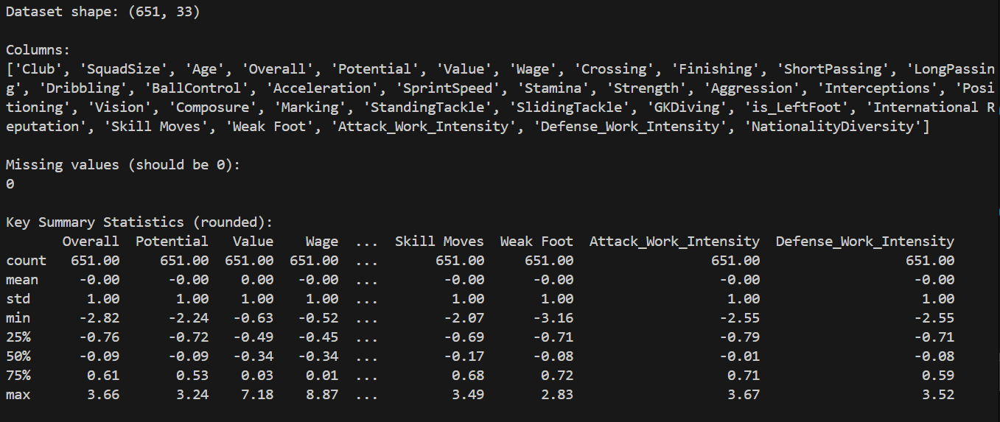 Dataset shape: (651, 33)
Columns:
['Club', 'SquadSize', 'Age', 'Overall', 'Potential', 'Value', 'Wage', 'Crossing', 'Finishing', 'ShortPassing', 'LongPassin
g', 'Dribbling', 'BallControl', 'Acceleration', 'SprintSpeed', 'Stamina', 'Strength', 'Aggression', 'Interceptions', 'Posi
tioning', 'Vision', 'Composure', 'Marking', 'StandingTackle', 'SlidingTackle', 'GKDiving', 'is_LeftFoot', 'International R
eputation', 'Skill Moves', 'Weak Foot', 'Attack_Work_Intensity', 'Defense_Work_Intensity', 'NationalityDiversity']
Missing values (should be 0):
0
Key Summary Statistics (rounded):
Overall Potential Value Wage ... Skill Moves Weak Foot Attack_Work_Intensity Defense_Work_Intensity
count 651.00 651.00 651.00 651.00 ... 651.00 651.00 651.00 651.00
mean -0.00 -0.00 0.00 -0.00 ... -0.00 -0.00 -0.00 -0.00
std 1.00 1.00 1.00 1.00 ... 1.00 1.00 1.00 1.00
min -2.82 -2.24 -0.63 -0.52 ... -2.07 -3.16 -2.55 -2.55
25% -0.76 -0.72 -0.49 -0.45 ... -0.69 -0.71 -0.79 -0.71
50% -0.09 -0.09 -0.34 -0.34 ... -0.17 -0.08 -0.01 -0.08
75% 0.61 0.53 0.03 0.01 ... 0.68 0.72 0.71 0.59
max 3.66 3.24 7.18 8.87 ... 3.49 2.83 3.67 3.52